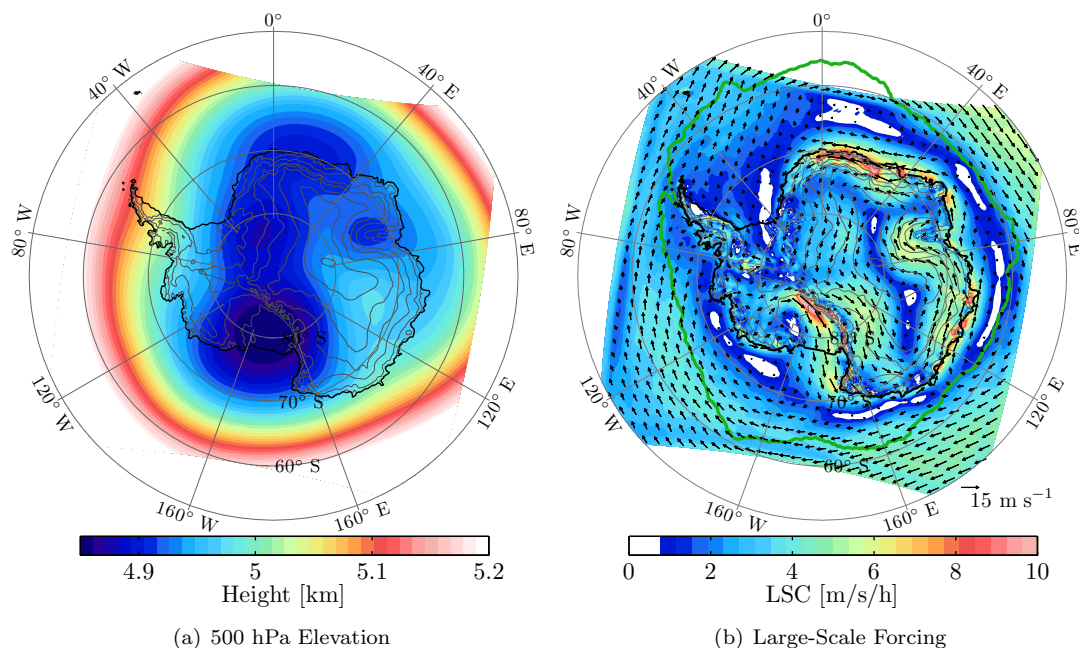 0°
40° W
40° E
80° W
80° E
120° W
120° E
160° W
160° E
70° S
60° S
4.9
5
5.1
5.2
Height [km]
(a) 500 hPa Elevation
0°
40° W
40° E
80° W
80° E
120° W
120° E
160° W
160° E
70° S
60° S
15 m s⁻¹
0
2
4
6
8
10
LSC [m/s/h]
(b) Large-Scale Forcing